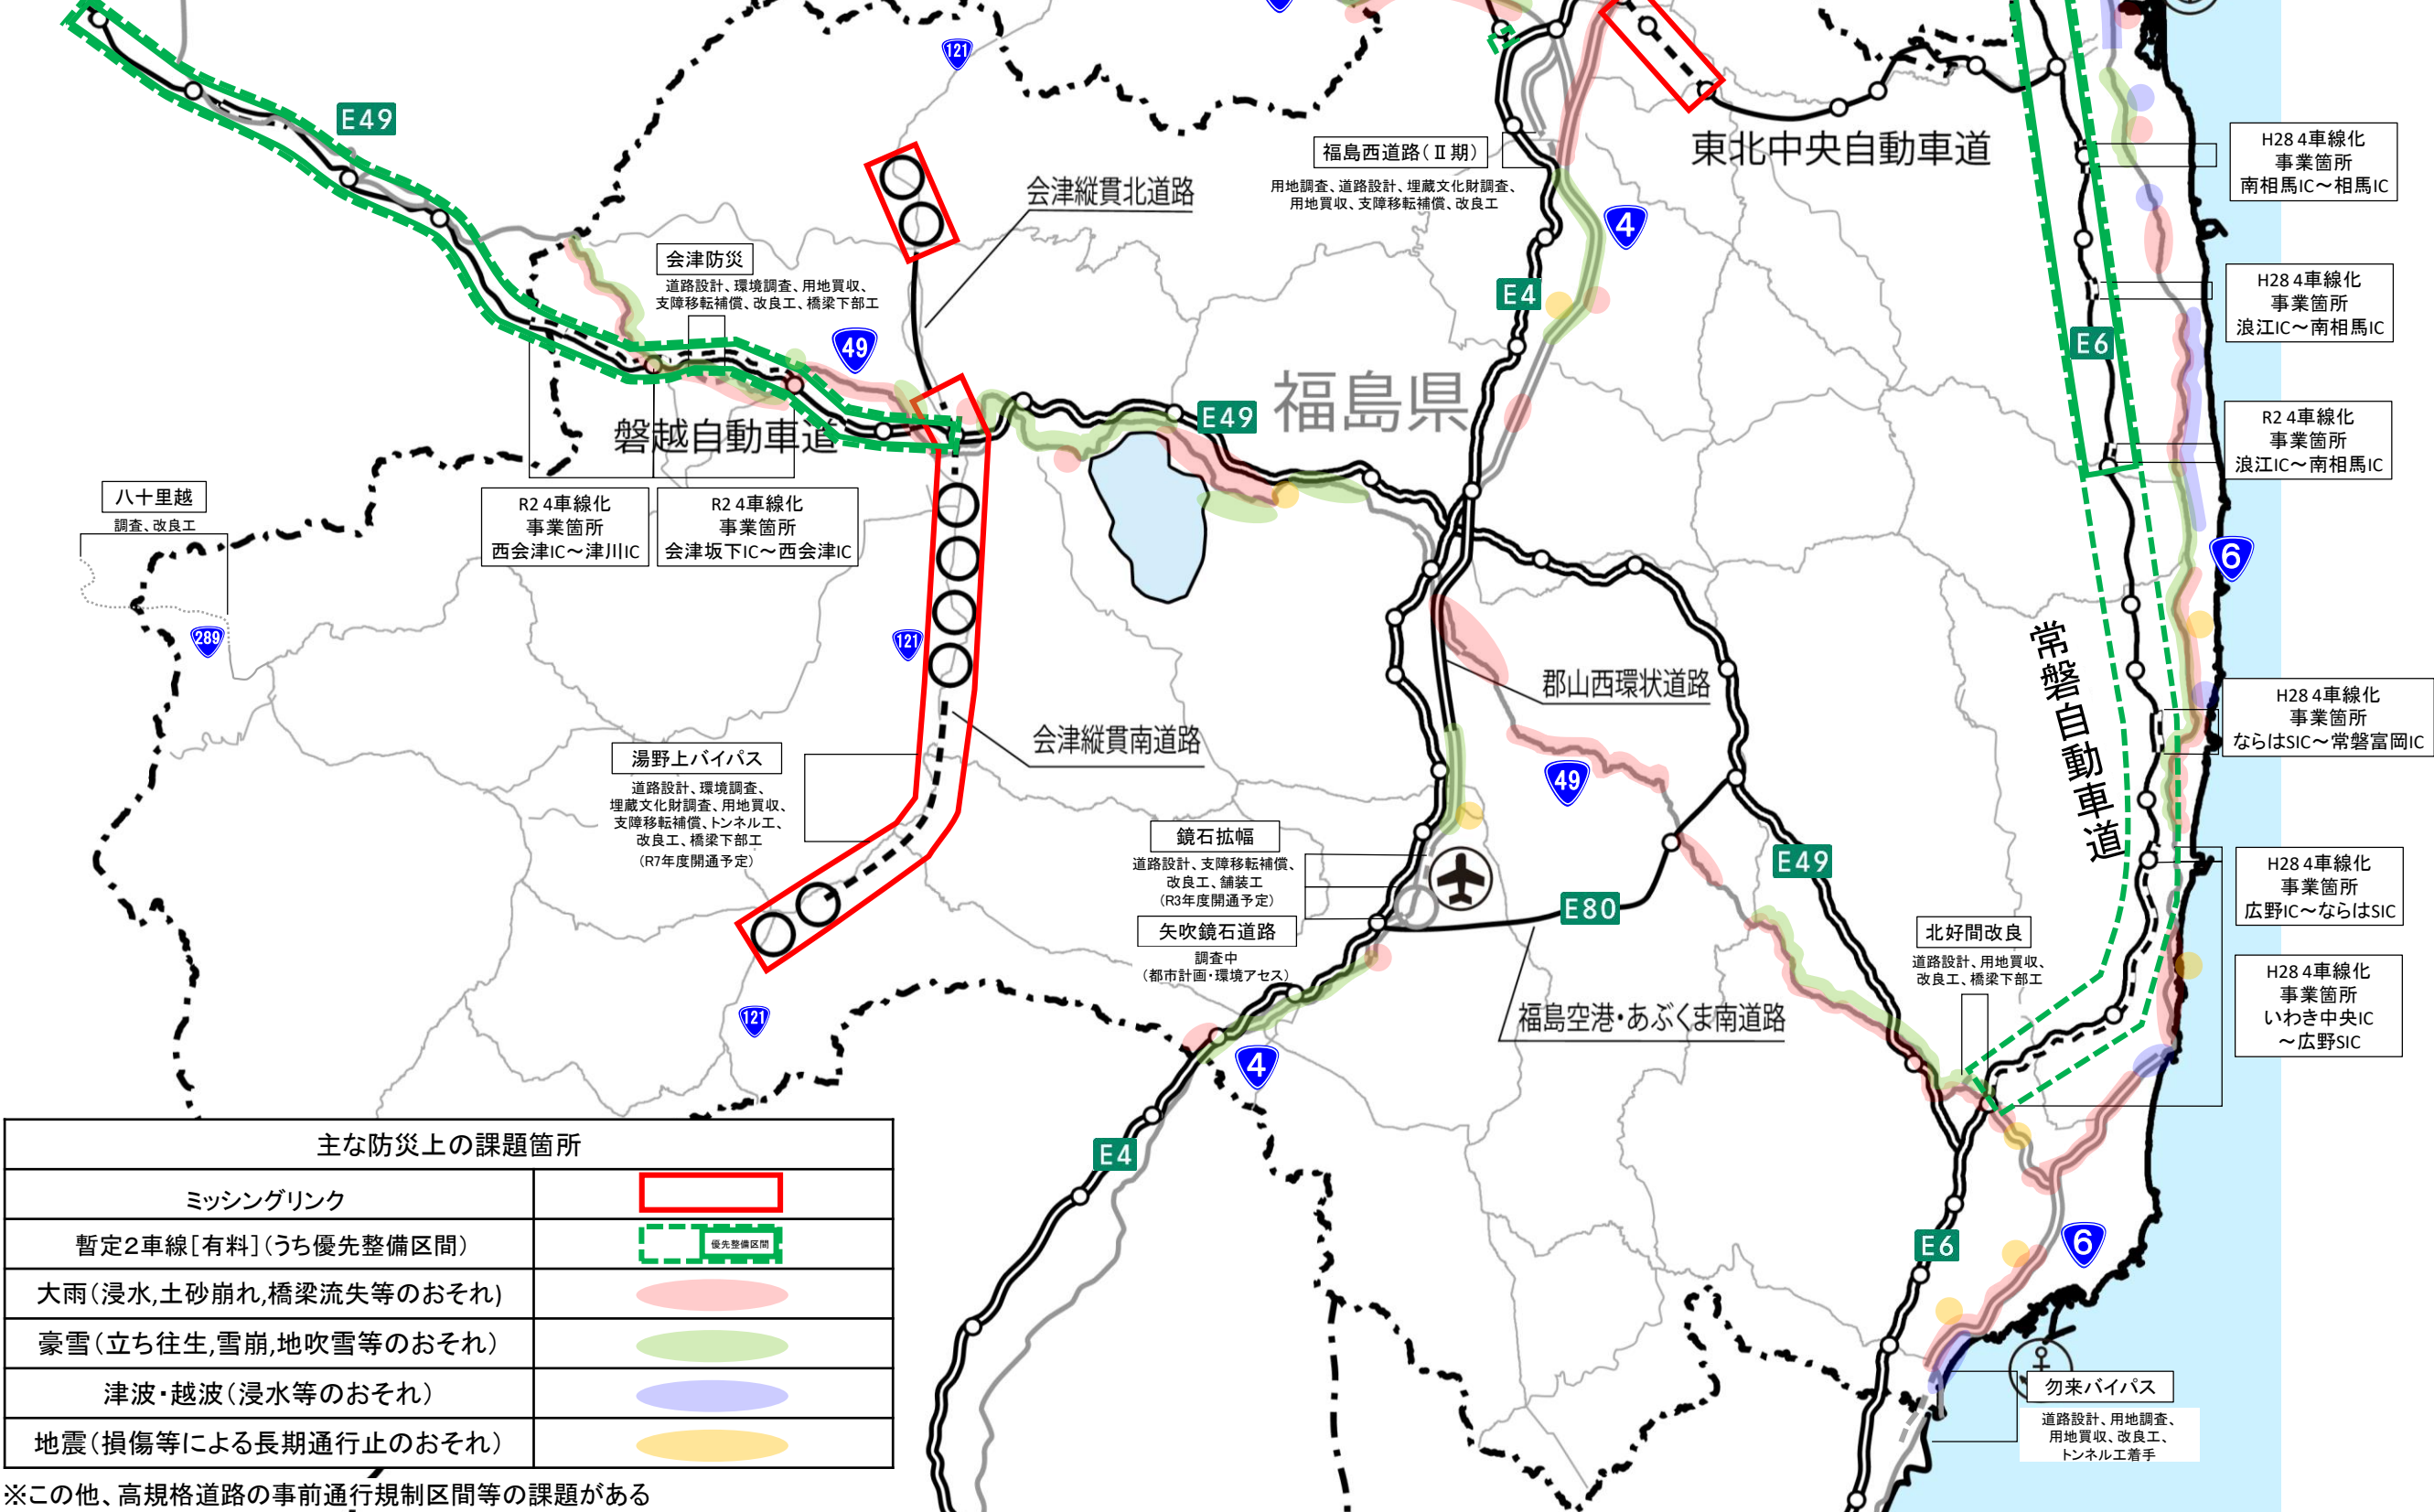 121
E49
会津縦貫北道路
福島西道路(Ⅱ期)
用地調査、道路設計、埋蔵文化財調査、
用地買収、支障移転補償、改良工
東北中央自動車道
H28 4車線化
事業箇所
南相馬IC～相馬IC
4
会津防災
道路設計、環境調査、用地買収、
支障移転補償、改良工、橋梁下部工
E4
H28 4車線化
事業箇所
浪江IC～南相馬IC
49
E6
福島県
E49
磐越自動車道
R2 4車線化
事業箇所
浪江IC～南相馬IC
八十里越
調査、改良工
R2 4車線化
事業箇所
西会津IC～津川IC
R2 4車線化
事業箇所
会津坂下IC～西会津IC
6
289
121
常磐自動車道
郡山西環状道路
H28 4車線化
事業箇所
ならはSIC～常磐富岡IC
会津縦貫南道路
湯野上バイパス
道路設計、環境調査、
埋蔵文化財調査、用地買収、
支障移転補償、トンネル工、
改良工、橋梁下部工
(R7年度開通予定)
49
鏡石拡幅
道路設計、支障移転補償、
改良工、舗装工
(R3年度開通予定)
E49
H28 4車線化
事業箇所
広野IC～ならはSIC
E80
矢吹鏡石道路
調査中
(都市計画・環境アセス)
北好間改良
道路設計、用地買収、
改良工、橋梁下部工
H28 4車線化
事業箇所
いわき中央IC
～広野SIC
121
福島空港・あぶくま南道路
4
E4
主な防災上の課題箇所
ミッシングリンク
暫定2車線[有料](うち優先整備区間)
優先整備区間
大雨(浸水,土砂崩れ,橋梁流失等のおそれ)
豪雪(立ち往生,雪崩,地吹雪等のおそれ)
津波・越波(浸水等のおそれ)
地震(損傷等による長期通行止のおそれ)
※この他、高規格道路の事前通行規制区間等の課題がある
E6
6
勿来バイパス
道路設計、用地調査、
用地買収、改良工、
トンネル工着手